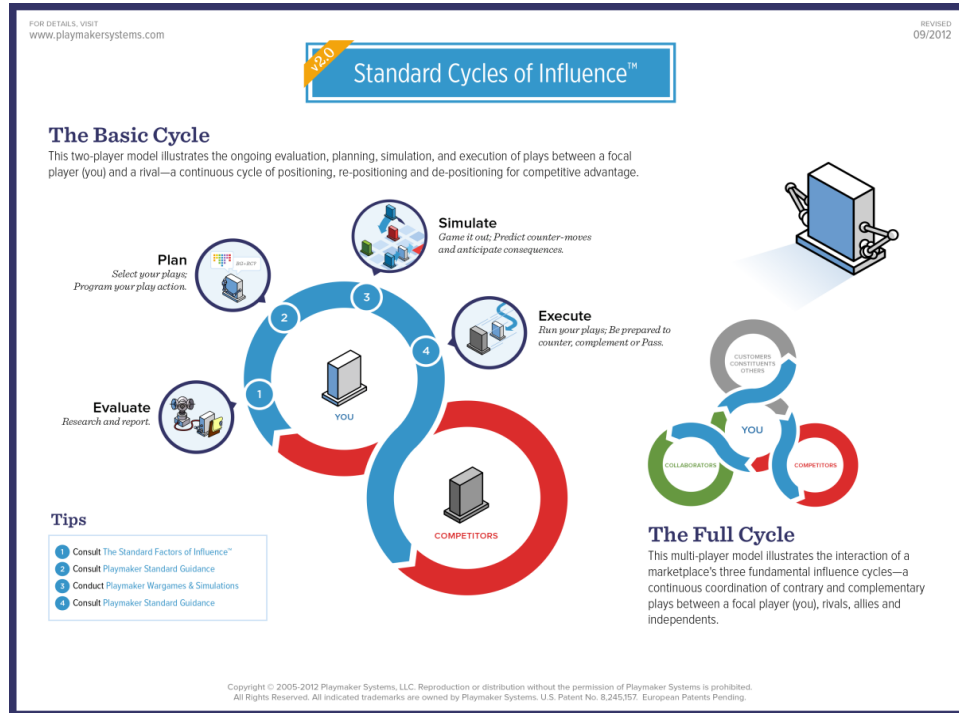 FOR DETAILS, VISIT
www.playmakersystems.com
REVISED
09/2012
v2.0
Standard Cycles of Influence™
The Basic Cycle
This two-player model illustrates the ongoing evaluation, planning, simulation, and execution of plays between a focal
player (you) and a rival—a continuous cycle of positioning, re-positioning and de-positioning for competitive advantage.
Simulate
Game it out; Predict counter-moves
and anticipate consequences.
Plan
Select your plays;
Program your play action.
3
2
Execute
Run your plays; Be prepared to
counter, complement or Pass.
4
Evaluate
Research and report.
1
YOU
COMPETITORS
CUSTOMERS
CONSTITUENTS
OTHERS
YOU
COLLABORATORS
COMPETITORS
Tips
1 Consult The Standard Factors of Influence™
2 Consult Playmaker Standard Guidance
3 Conduct Playmaker Wargames & Simulations
4 Consult Playmaker Standard Guidance
The Full Cycle
This multi-player model illustrates the interaction of a
marketplace's three fundamental influence cycles—a
continuous coordination of contrary and complementary
plays between a focal player (you), rivals, allies and
independents.
Copyright © 2005-2012 Playmaker Systems, LLC. Reproduction or distribution without the permission of Playmaker Systems is prohibited.
All Rights Reserved. All indicated trademarks are owned by Playmaker Systems. U.S. Patent No. 8,245,157. European Patents Pending.